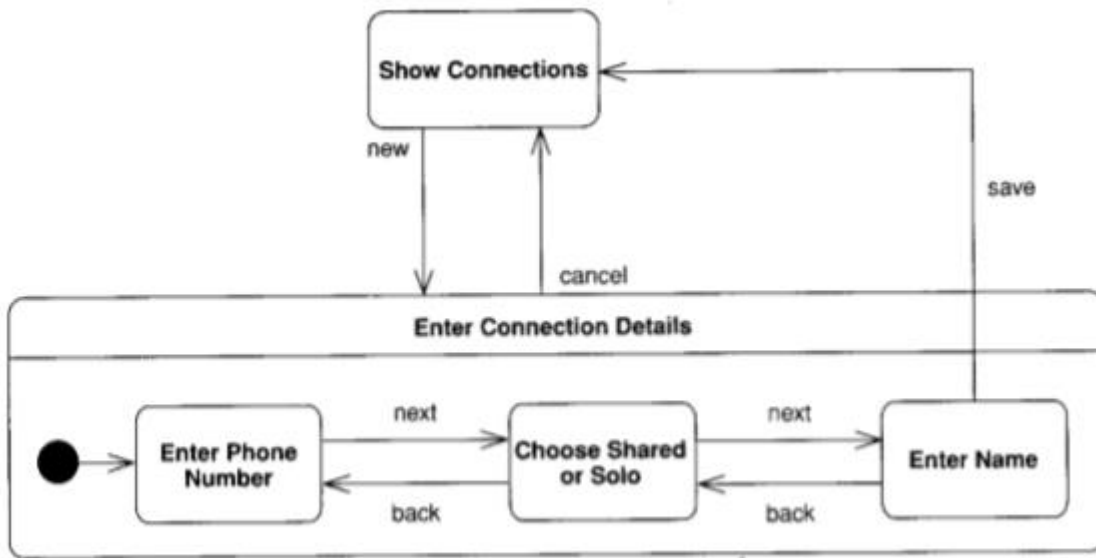 Show Connections
new
save
cancel
Enter Connection Details
next
next
Enter Phone
Number
Choose Shared
or Solo
Enter Name
back
back